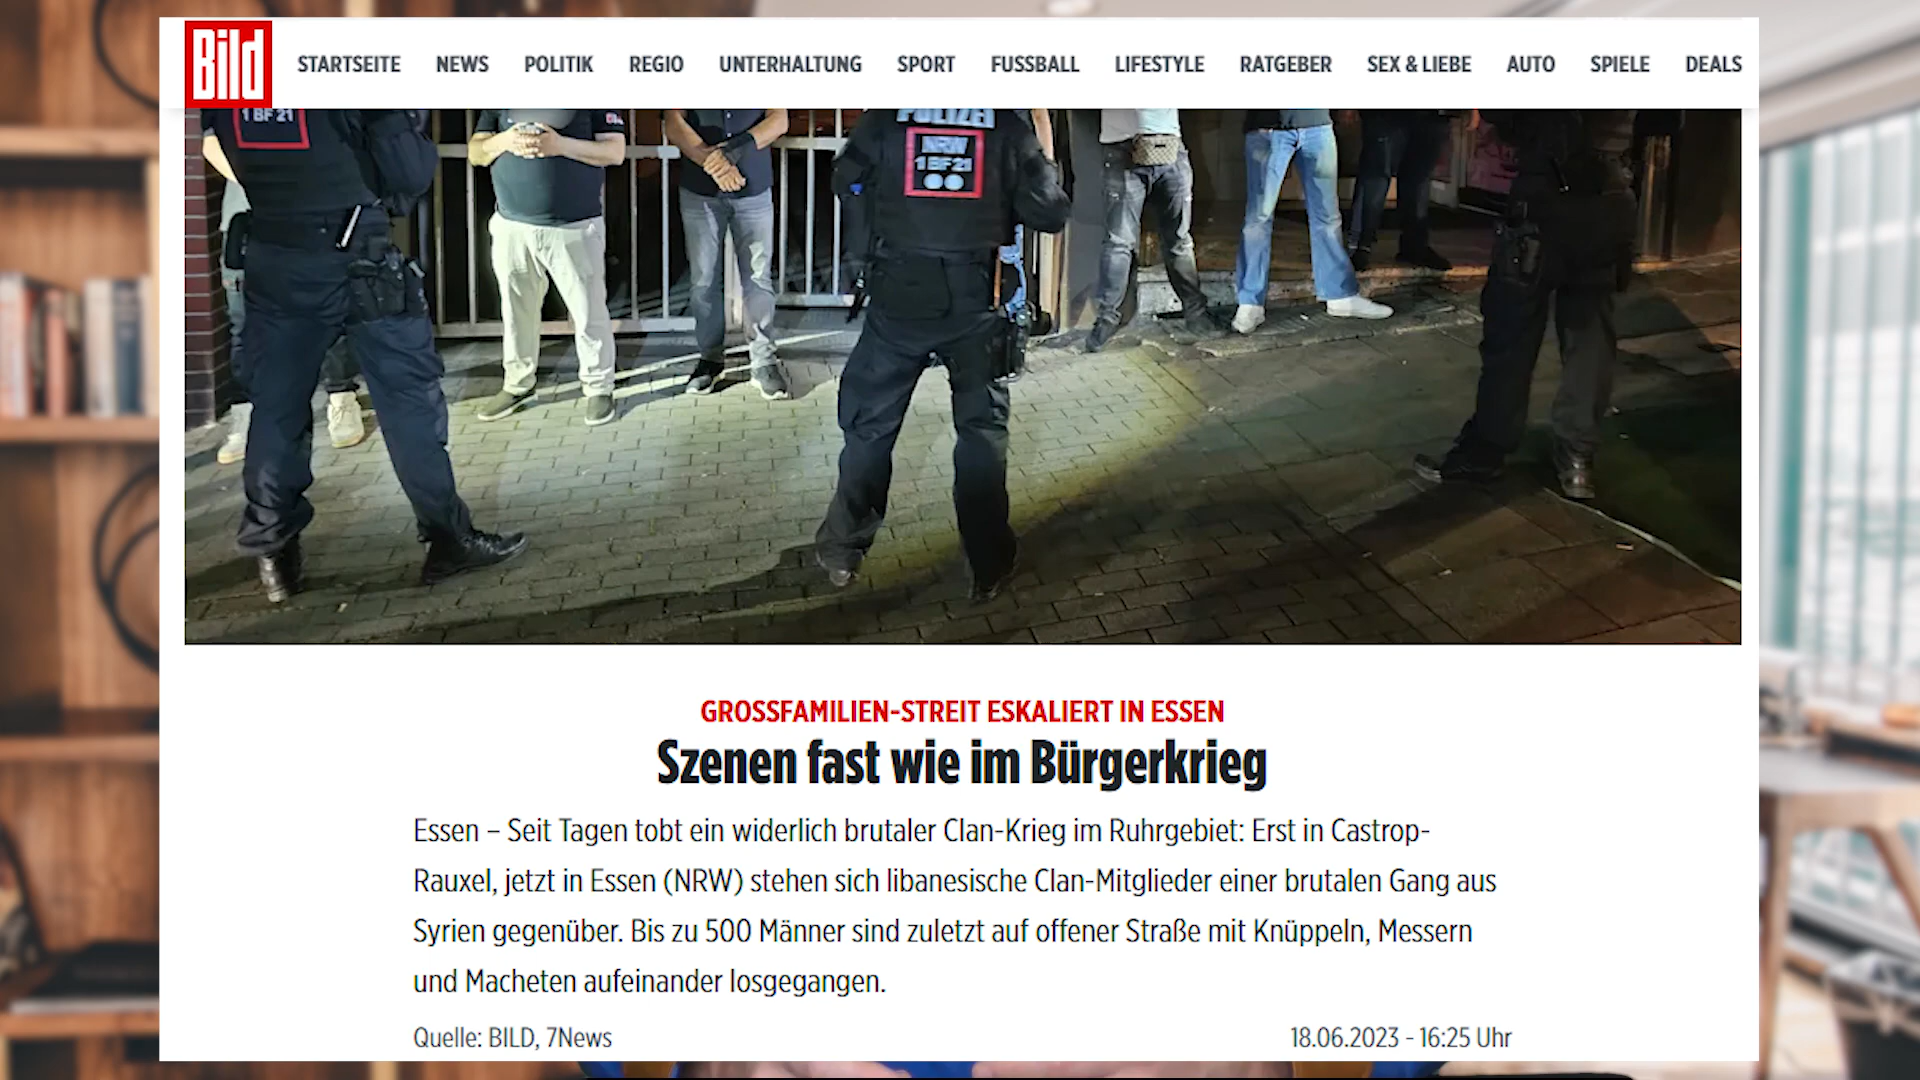 Bild
STARTSEITE NEWS POLITIK REGIO UNTERHALTUNG SPORT FUSSBALL LIFESTYLE RATGEBER SEX & LIEBE AUTO SPIELE DEALS
1 BF 21
POLIZEI
NRW
1 BF 21
GROSSFAMILIEN-STREIT ESKALIERT IN ESSEN
Szenen fast wie im Bürgerkrieg
Essen – Seit Tagen tobt ein widerlich brutaler Clan-Krieg im Ruhrgebiet: Erst in Castrop-
Rauxel, jetzt in Essen (NRW) stehen sich libanesische Clan-Mitglieder einer brutalen Gang aus
Syrien gegenüber. Bis zu 500 Männer sind zuletzt auf offener Straße mit Knüppeln, Messern
und Macheten aufeinander losgegangen.
Quelle: BILD, 7News 18.06.2023 - 16:25 Uhr